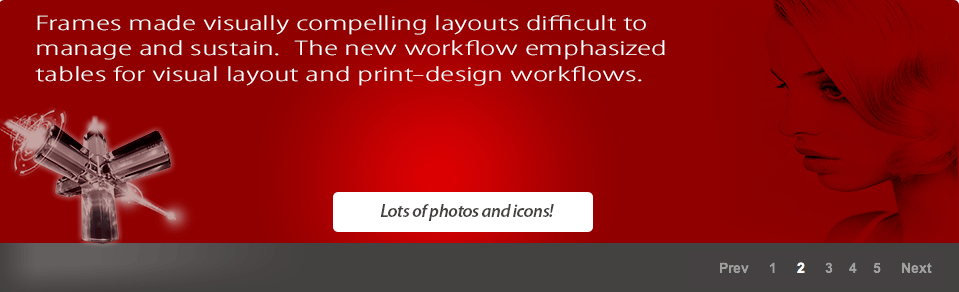 Frames made visually compelling layouts difficult to
manage and sustain.  The new workflow emphasized
tables for visual layout and print-design workflows.
Lots of photos and icons!
Prev 1 2 3 4 5 Next